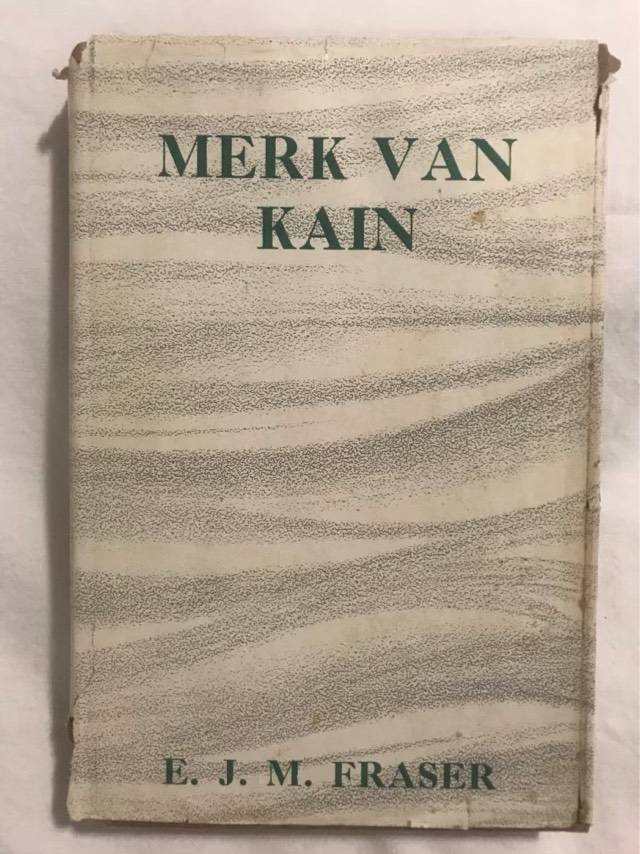 MERK VAN
KAIN
E. J. M. FRASER